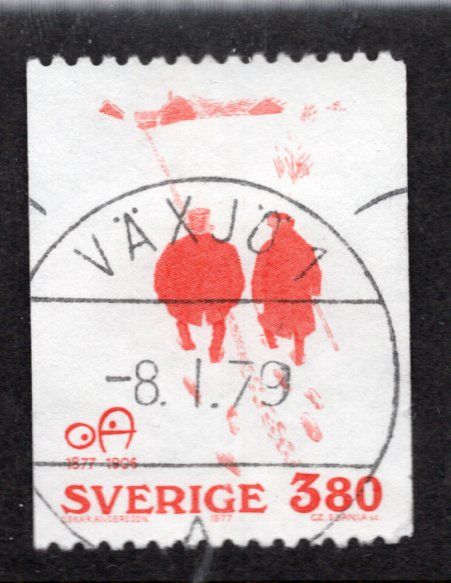 VÄXJÖ 1
-8.1.79
OA
1877-1906
SVERIGE 380
OSKAR ANDERSSON 1977 CZ. SLANIA sc.